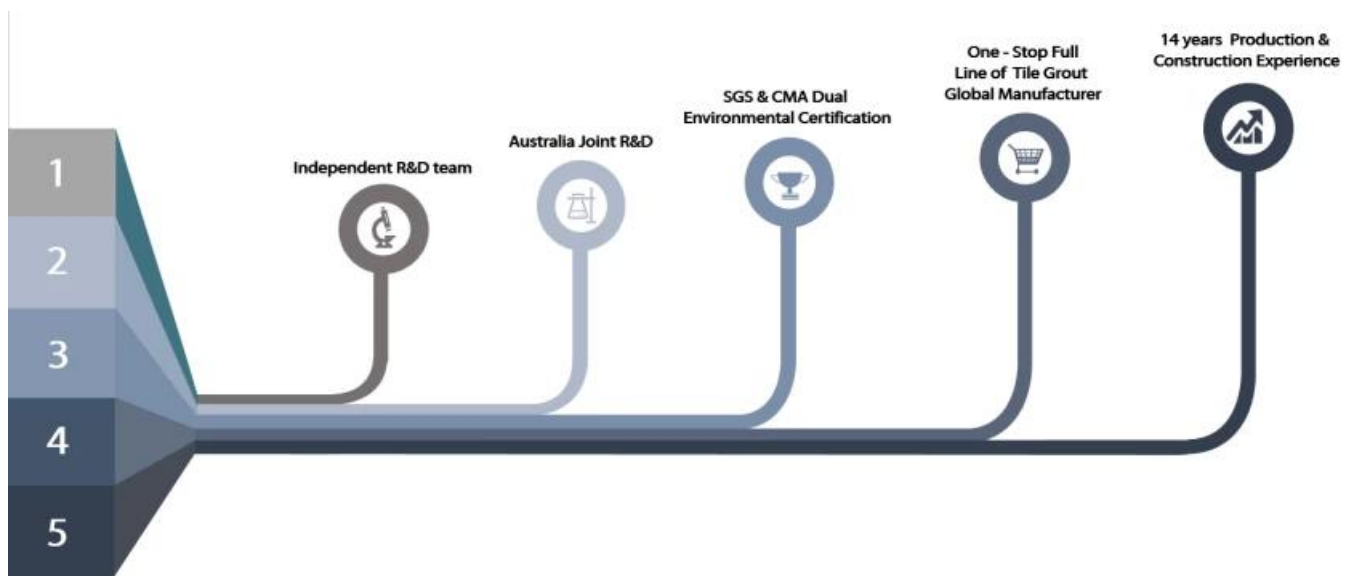 1
2
3
4
5
Independent R&D team
Australia Joint R&D
SGS & CMA Dual
Environmental Certification
One - Stop Full
Line of Tile Grout
Global Manufacturer
14 years Production &
Construction Experience